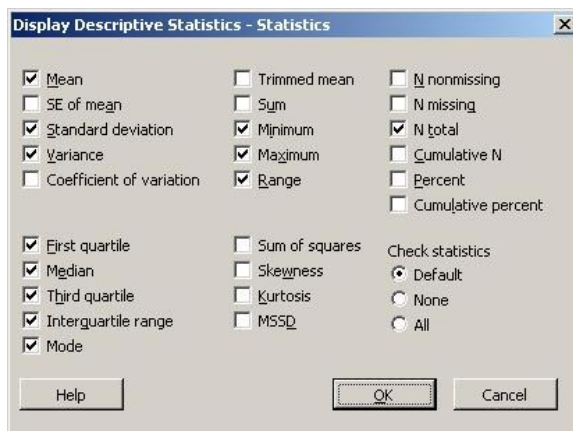 Display Descriptive Statistics - Statistics
Mean
SE of mean
Standard deviation
Variance
Coefficient of variation
Trimmed mean
Sum
Minimum
Maximum
Range
N nonmissing
N missing
N total
Cumulative N
Percent
Cumulative percent
First quartile
Median
Third quartile
Interquartile range
Mode
Sum of squares
Skewness
Kurtosis
MSSD
Check statistics
Default
None
All
Help
OK
Cancel